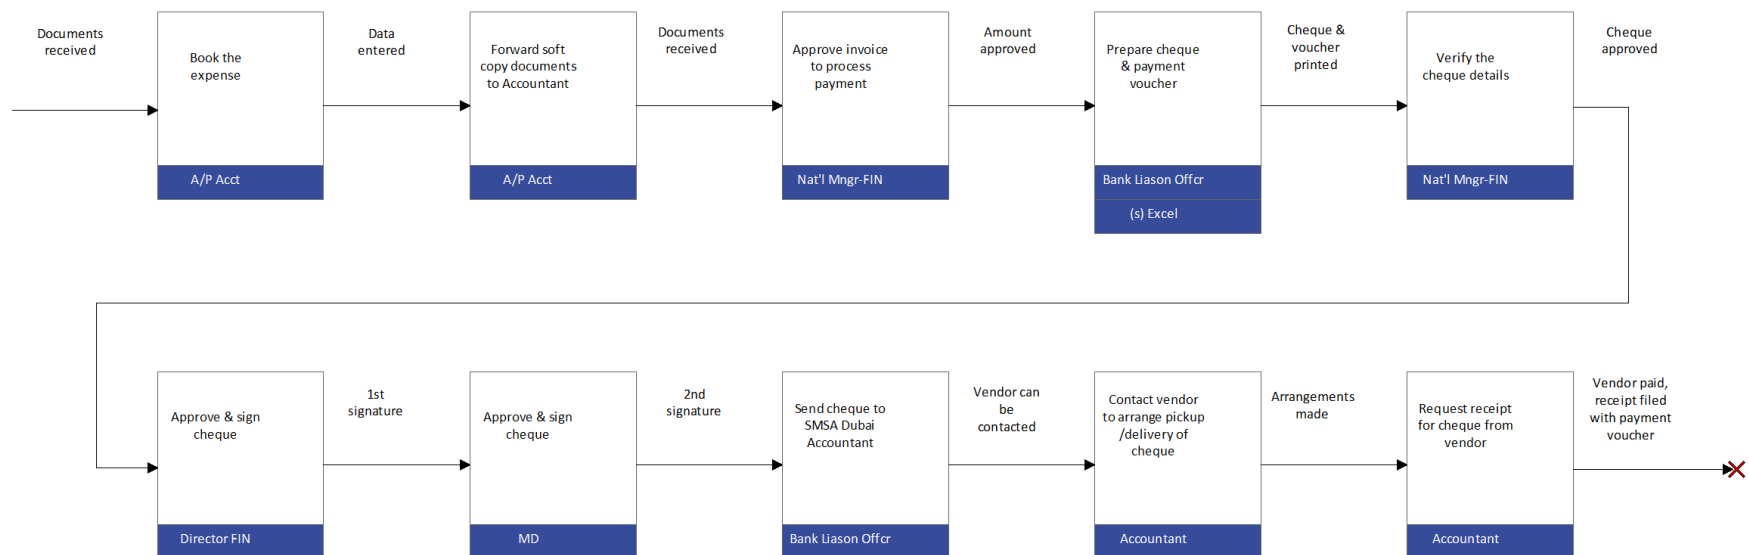 Documents
received
Book the
expense
A/P Acct
Data
entered
Forward soft
copy documents
to Accountant
A/P Acct
Documents
received
Approve invoice
to process
payment
Nat'l Mngr-FIN
Amount
approved
Prepare cheque
& payment
voucher
Bank Liason Offcr
(s) Excel
Cheque &
voucher
printed
Verify the
cheque details
Nat'l Mngr-FIN
Cheque
approved
Approve & sign
cheque
Director FIN
1st
signature
Approve & sign
cheque
MD
2nd
signature
Send cheque to
SMSA Dubai
Accountant
Bank Liason Offcr
Vendor can
be
contacted
Contact vendor
to arrange pickup
/delivery of
cheque
Accountant
Arrangements
made
Request receipt
for cheque from
vendor
Accountant
Vendor paid,
receipt filed
with payment
voucher